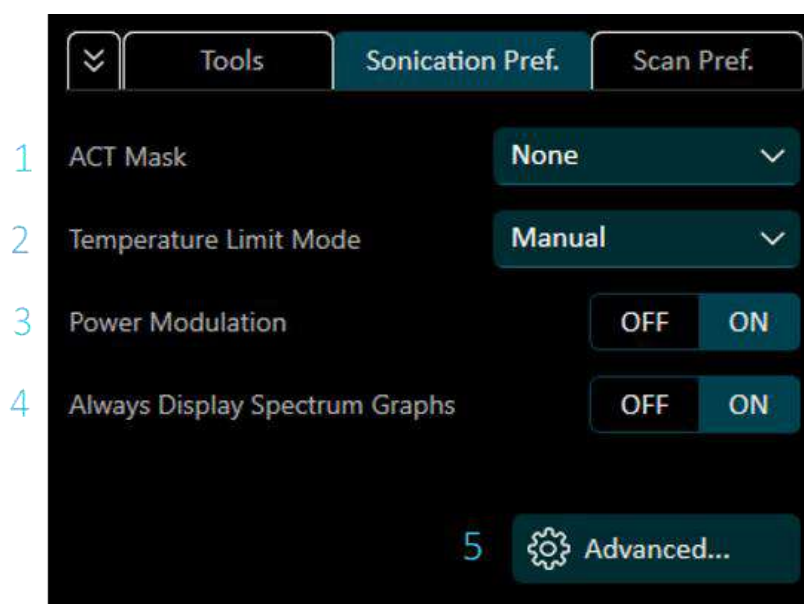 Tools Sonication Pref. Scan Pref.
1 ACT Mask None
2 Temperature Limit Mode Manual
3 Power Modulation OFF ON
4 Always Display Spectrum Graphs OFF ON
5 Advanced...